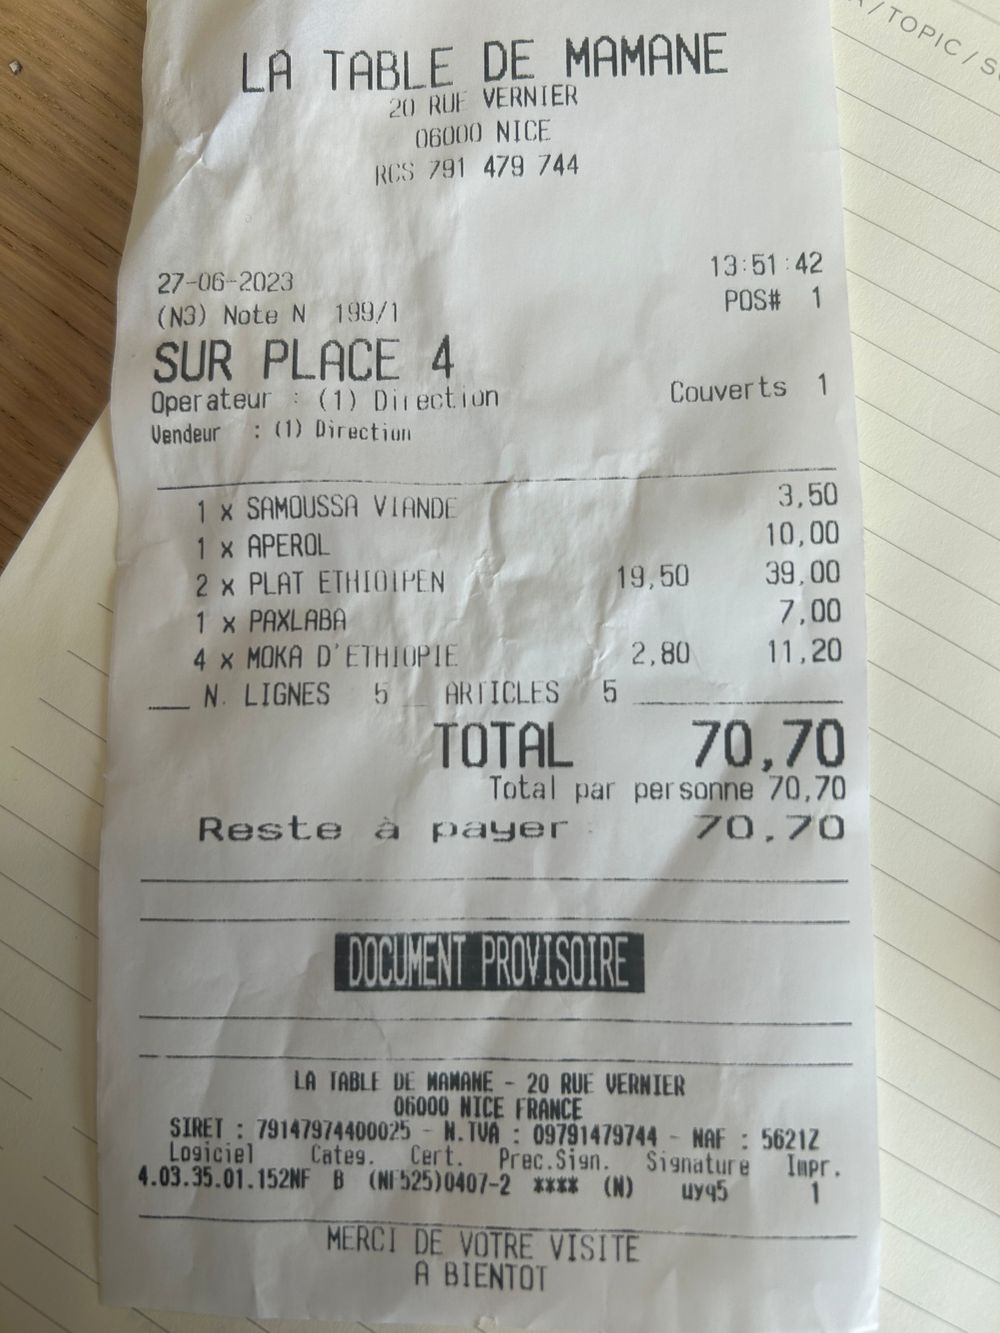 / TOPIC / S
LA TABLE DE MAMANE
20 RUE VERNIER
06000 NICE
RCS 791 479 744
27-06-2023 13:51:42
(N3) Note N 199/1 POS# 1
SUR PLACE 4
Operateur : (1) Direction Couverts 1
Vendeur : (1) Direction
1 x SAMOUSSA VIANDE 3,50
1 x APEROL 10,00
2 x PLAT ETHIOIPEN 19,50 39,00
1 x PAXLABA 7,00
4 x MOKA D'ETHIOPIE 2,80 11,20
N. LIGNES 5 ARTICLES 5
TOTAL 70,70
Total par personne 70,70
Reste à payer : 70,70
DOCUMENT PROVISOIRE
LA TABLE DE MAMANE - 20 RUE VERNIER
06000 NICE FRANCE
SIRET : 79147974400025 - N.TVA : 09791479744 - NAF : 5621Z
Logiciel Categ. Cert. Prec.Sign. Signature Impr.
4.03.35.01.152NF B (NF525)0407-2 **** (N) uyq5 1
MERCI DE VOTRE VISITE
A BIENTOT